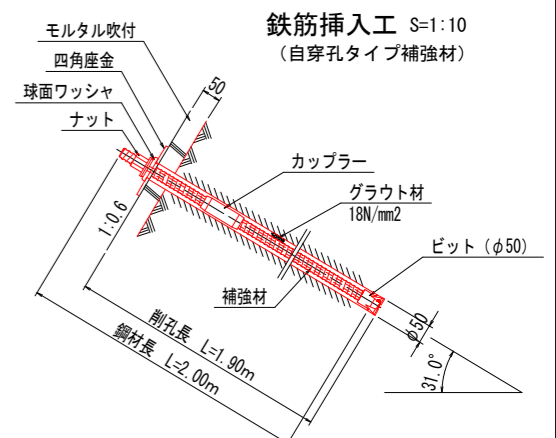 鉄筋挿入工 S=1:10
(自穿孔タイプ補強材)
モルタル吹付
四角座金
球面ワッシャ
ナット
50
カップラー
グラウト材
18N/mm2
ビット(φ50)
1:0.6
補強材
削孔長 L=1.90m
鋼材長 L=2.00m
φ50
31.0°